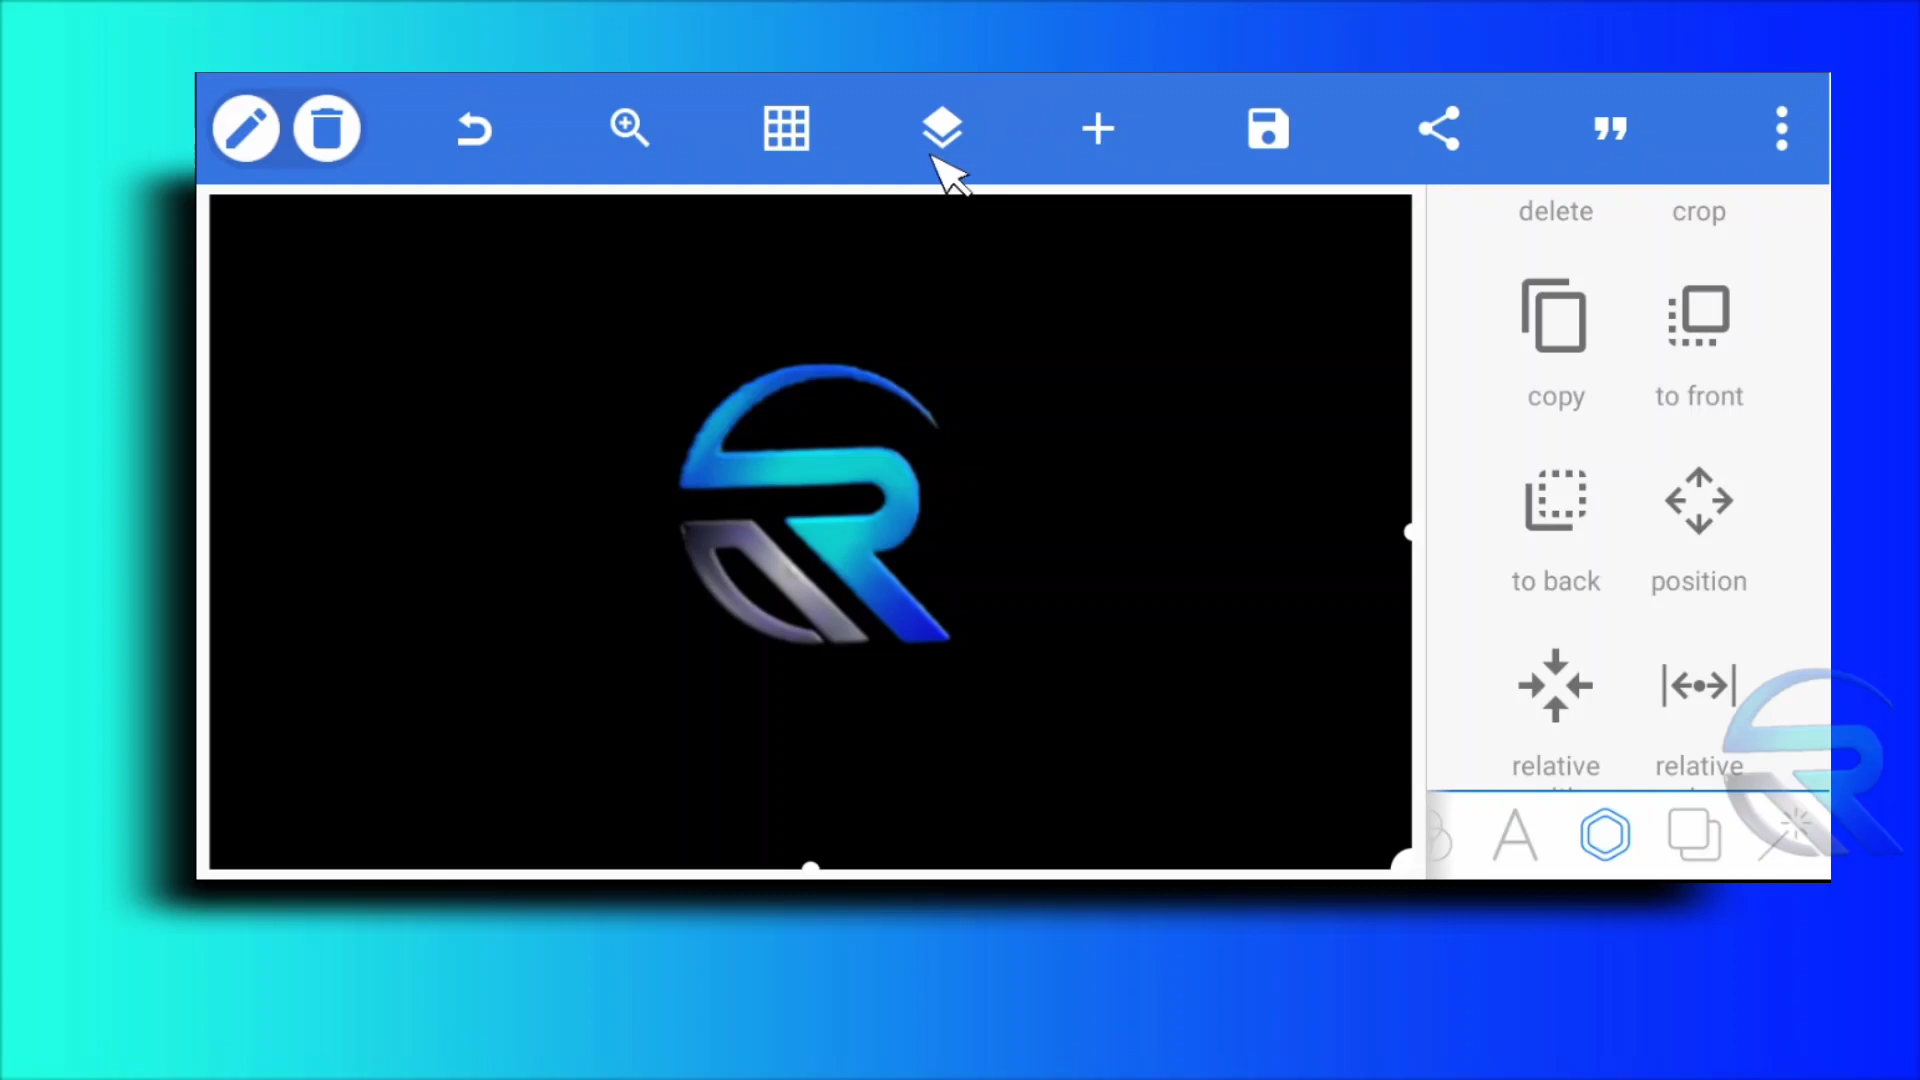 delete crop
copy to front
to back position
relative relative
A
R